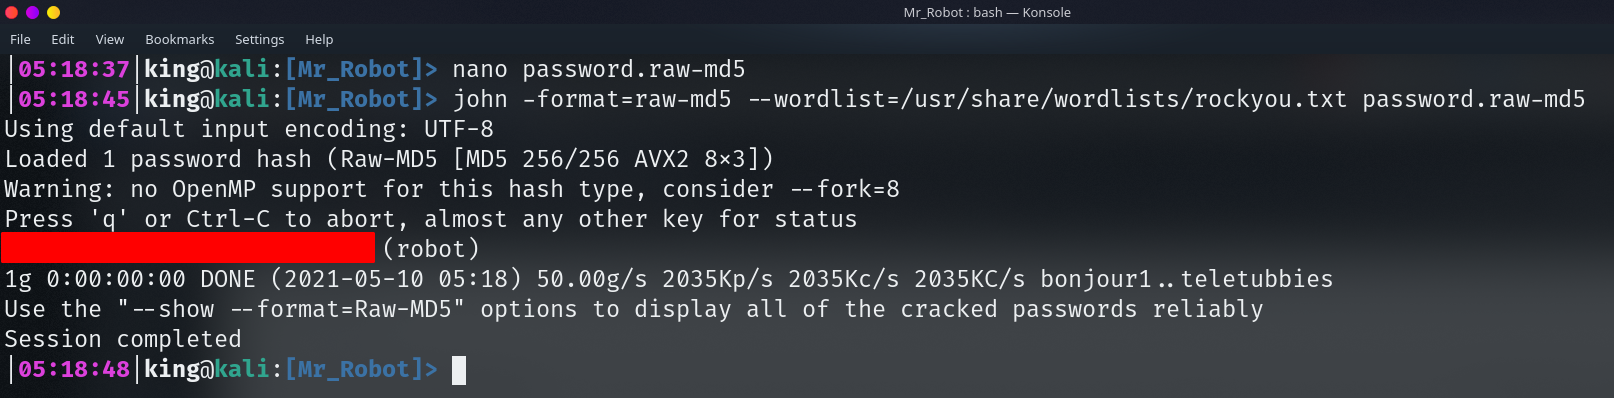 Mr_Robot : bash — Konsole
File Edit View Bookmarks Settings Help
|05:18:37|king@kali:[Mr_Robot]> nano password.raw-md5
|05:18:45|king@kali:[Mr_Robot]> john -format=raw-md5 --wordlist=/usr/share/wordlists/rockyou.txt password.raw-md5
Using default input encoding: UTF-8
Loaded 1 password hash (Raw-MD5 [MD5 256/256 AVX2 8×3])
Warning: no OpenMP support for this hash type, consider --fork=8
Press 'q' or Ctrl-C to abort, almost any other key for status
(robot)
1g 0:00:00:00 DONE (2021-05-10 05:18) 50.00g/s 2035Kp/s 2035Kc/s 2035KC/s bonjour1..teletubbies
Use the "--show --format=Raw-MD5" options to display all of the cracked passwords reliably
Session completed
|05:18:48|king@kali:[Mr_Robot]>